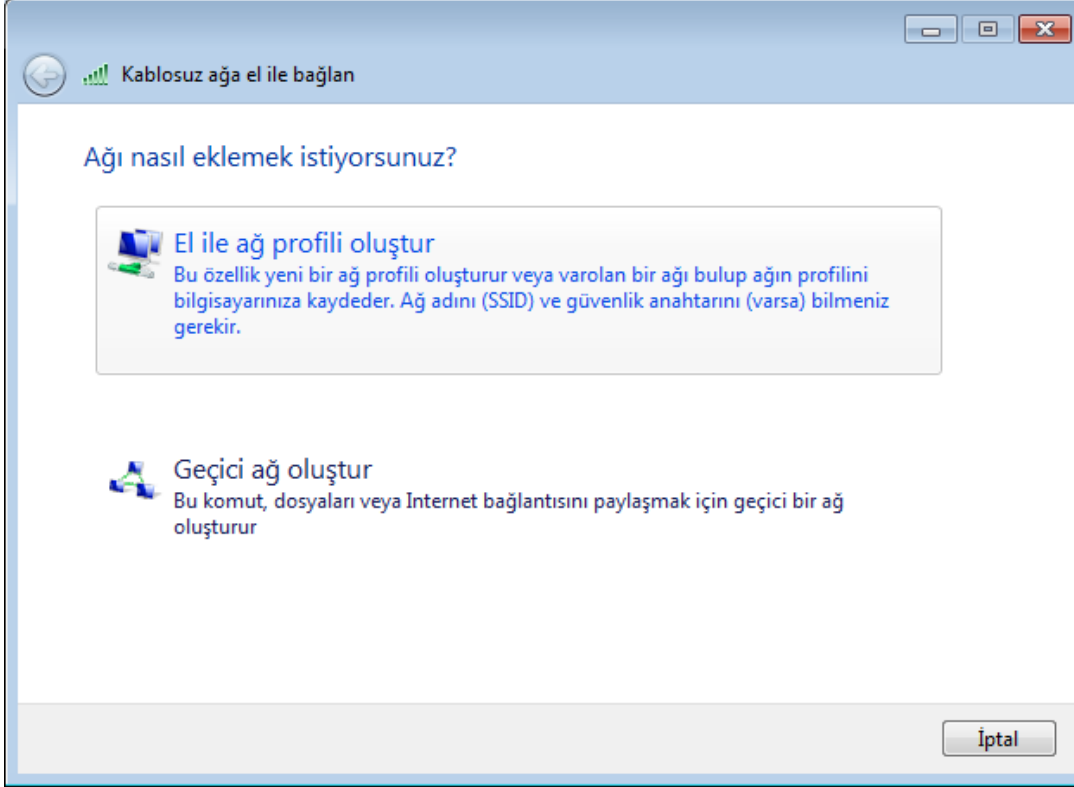 Kablosuz ağa el ile bağlan
Ağı nasıl eklemek istiyorsunuz?
El ile ağ profili oluştur
Bu özellik yeni bir ağ profili oluşturur veya varolan bir ağı bulup ağın profilini
bilgisayarınıza kaydeder. Ağ adını (SSID) ve güvenlik anahtarını (varsa) bilmeniz
gerekir.
Geçici ağ oluştur
Bu komut, dosyaları veya Internet bağlantısını paylaşmak için geçici bir ağ
oluşturur
İptal